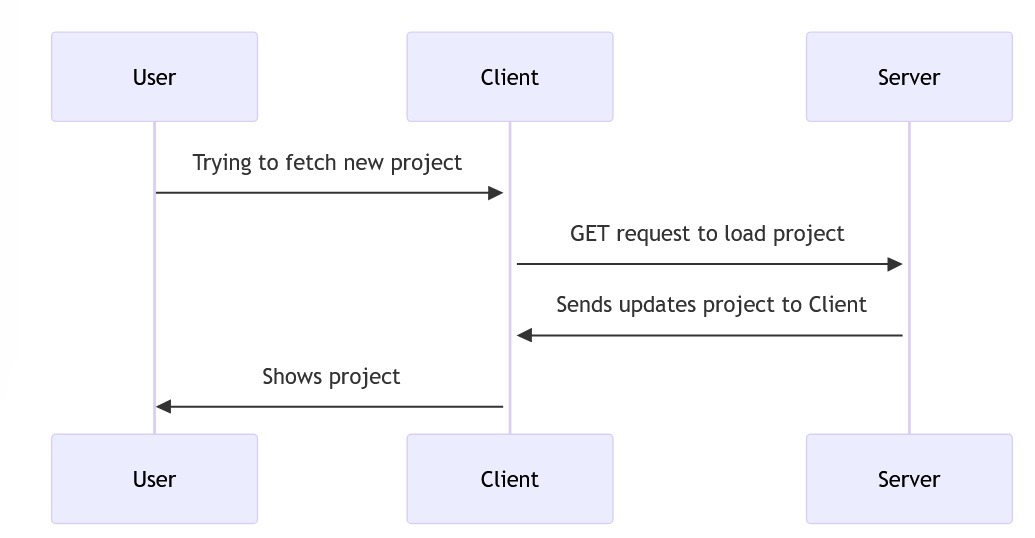 User
Client
Server
Trying to fetch new project
GET request to load project
Sends updates project to Client
Shows project
User
Client
Server